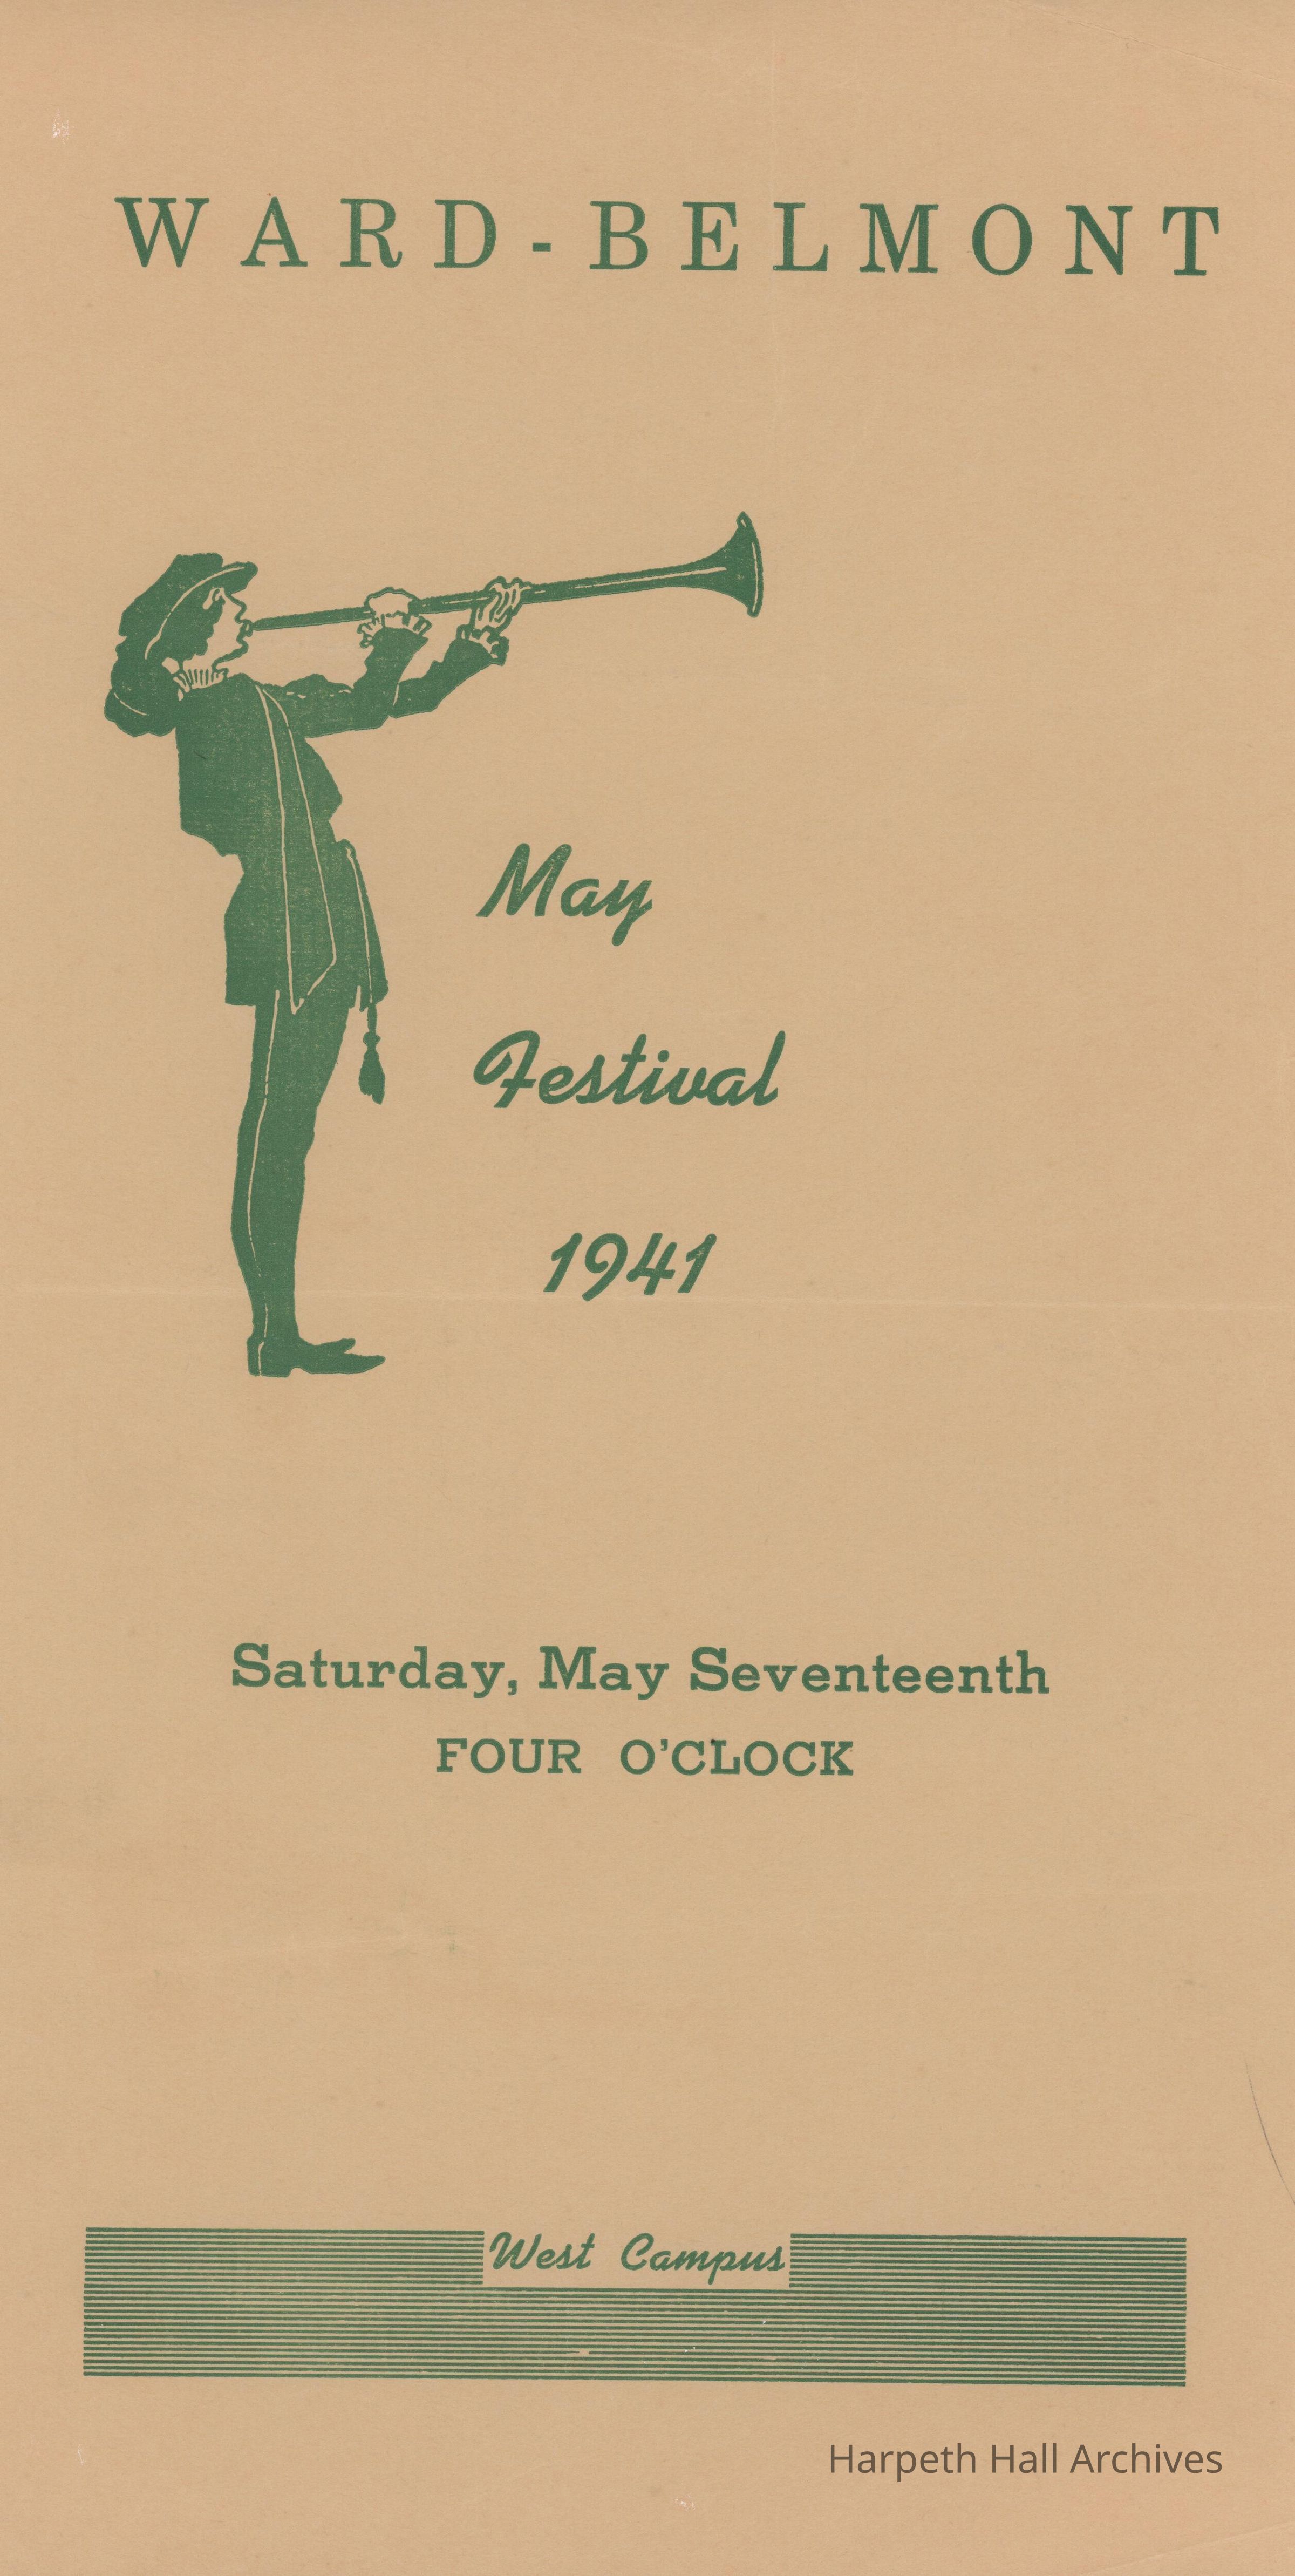 WARD-BELMONT
May
Festival
1941
Saturday, May Seventeenth
FOUR O'CLOCK
West Campus
Harpeth Hall Archives